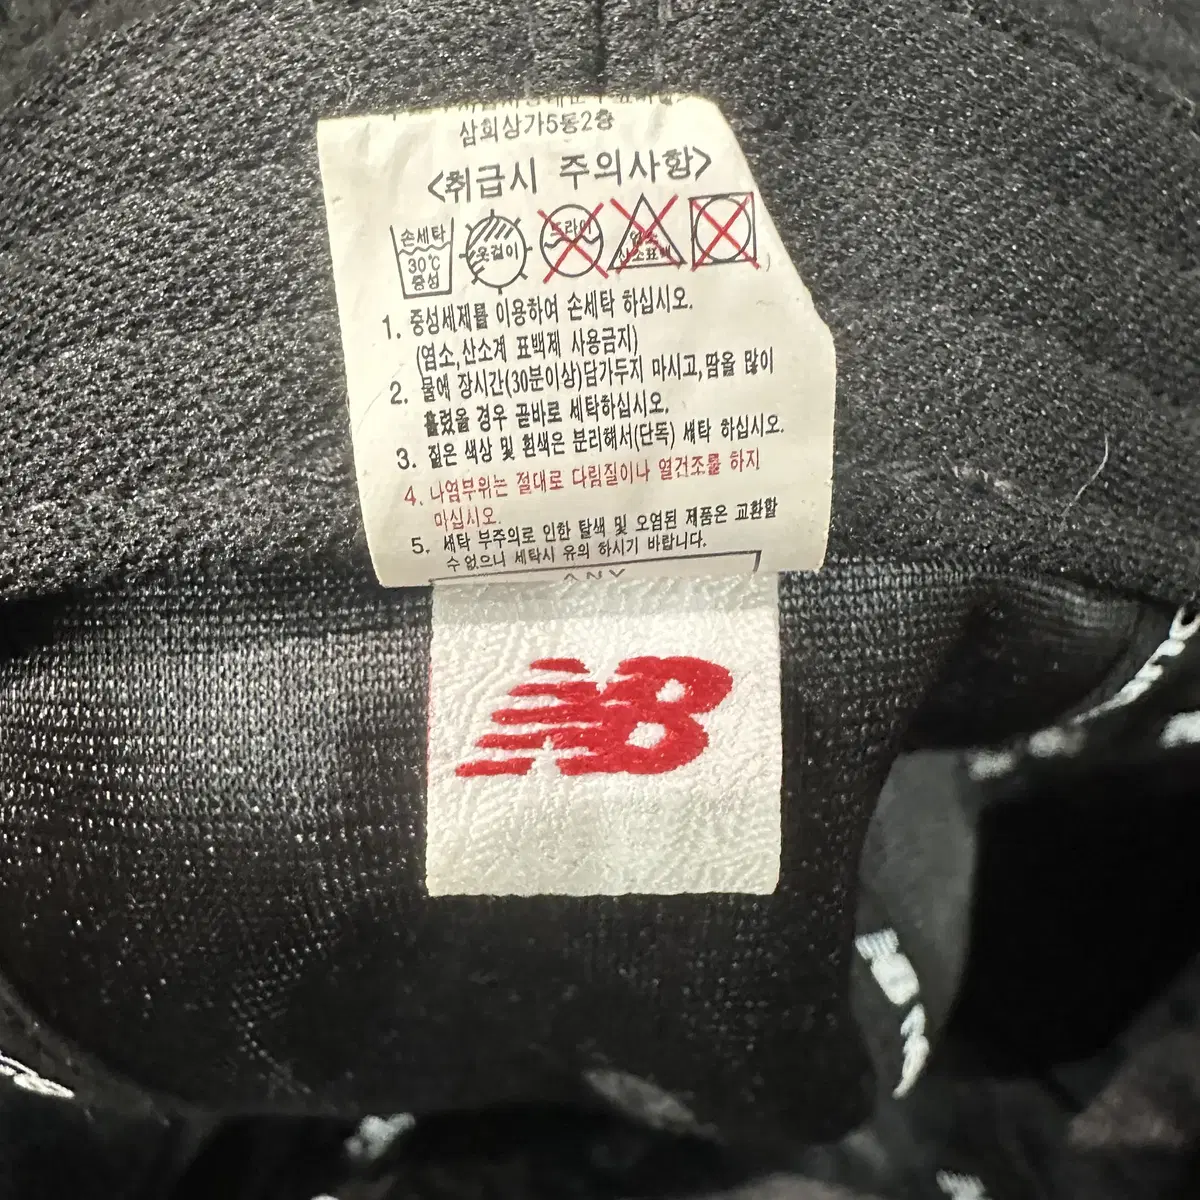 삼희상가5동2층
<취급시 주의사항>
손세탁
30℃
중성
옷걸이
드라이
염소
산소표백
1. 중성세제를 이용하여 손세탁 하십시오.
(염소,산소계 표백제 사용금지)
2. 물에 장시간(30분이상)담가두지 마시고,땀을 많이
흘렸을 경우 곧바로 세탁하십시오.
3. 짙은 색상 및 흰색은 분리해서(단독) 세탁 하십시오.
4. 나염부위는 절대로 다림질이나 열건조를 하지
마십시오.
5. 세탁 부주의로 인한 탈색 및 오염된 제품은 교환할
수 없으니 세탁시 유의 하시기 바랍니다.
NB